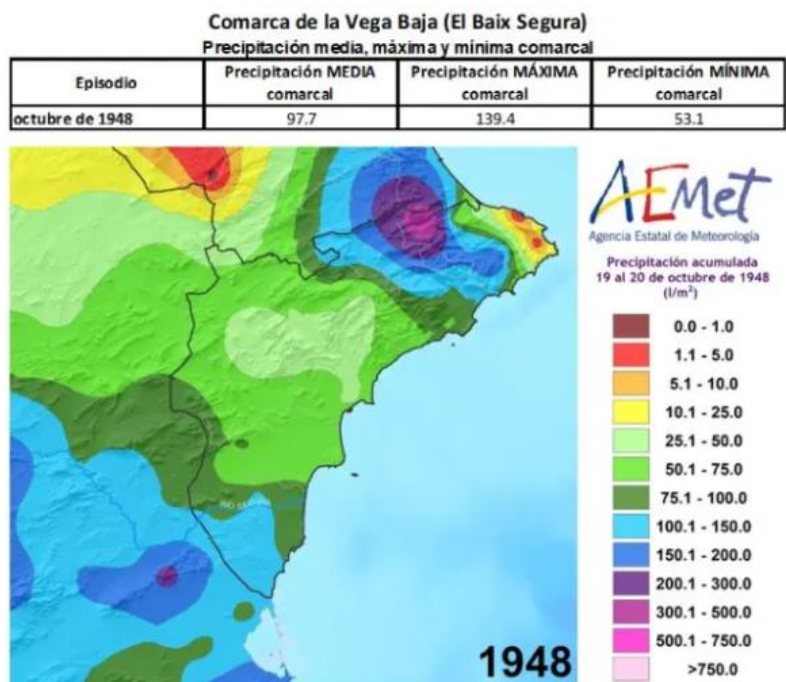 Comarca de la Vega Baja (El Baix Segura)
Precipitación media, máxima y mínima comarcal
Episodio
Precipitación MEDIA comarcal
Precipitación MÁXIMA comarcal
Precipitación MÍNIMA comarcal
octubre de 1948
97.7
139.4
53.1
AEMet
Agencia Estatal de Meteorología
Precipitación acumulada
19 al 20 de octubre de 1948
(l/m²)
0.0 - 1.0
1.1 - 5.0
5.1 - 10.0
10.1 - 25.0
25.1 - 50.0
50.1 - 75.0
75.1 - 100.0
100.1 - 150.0
150.1 - 200.0
200.1 - 300.0
300.1 - 500.0
500.1 - 750.0
>750.0
1948